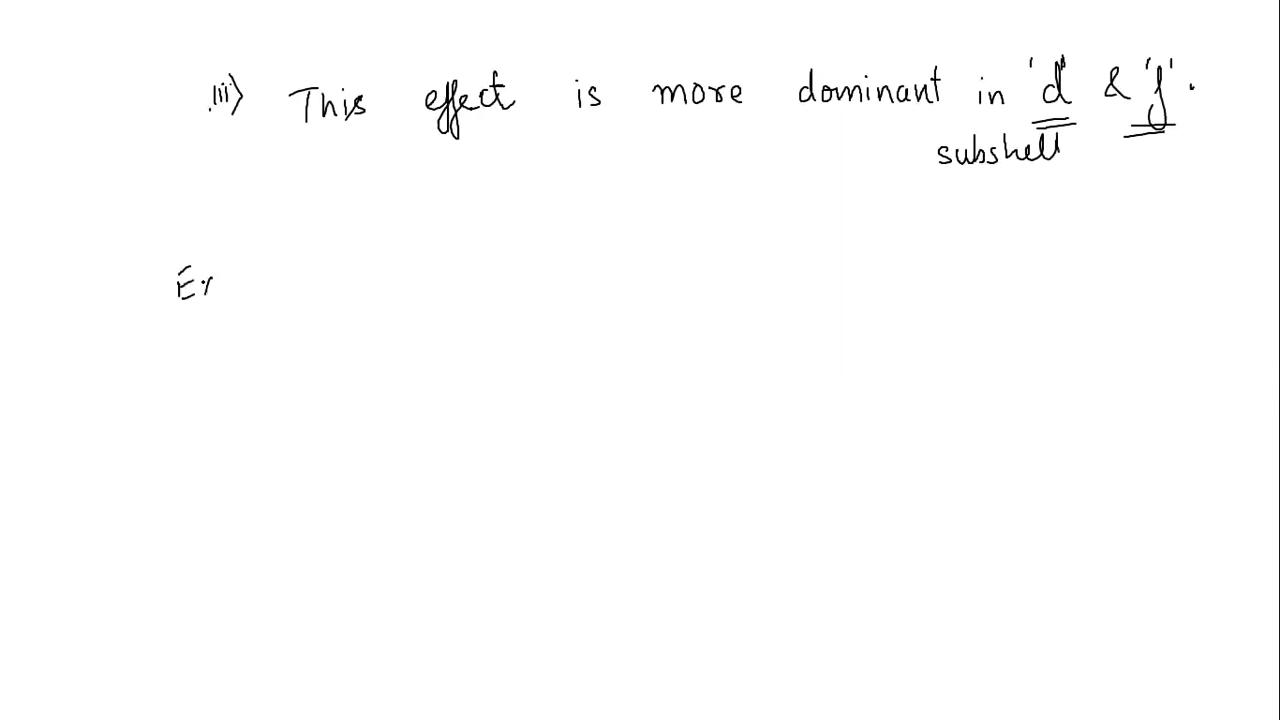 iii) This effect is more dominant in 'd' & 'f'.
subshell
Ex